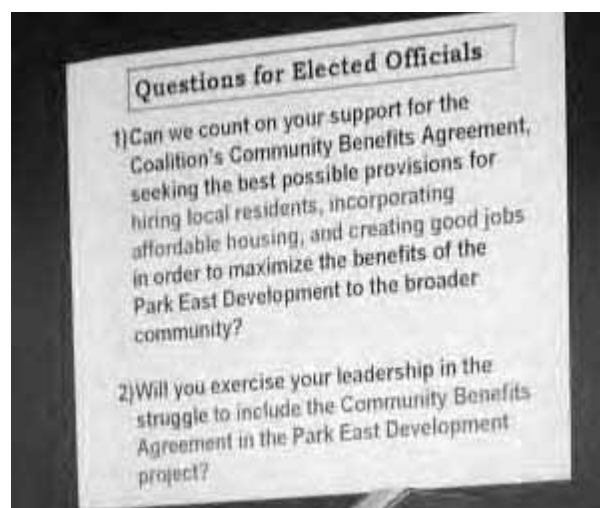 Questions for Elected Officials
1)Can we count on your support for the
Coalition's Community Benefits Agreement,
seeking the best possible provisions for
hiring local residents, incorporating
affordable housing, and creating good jobs
in order to maximize the benefits of the
Park East Development to the broader
community?
2)Will you exercise your leadership in the
struggle to include the Community Benefits
Agreement in the Park East Development
project?